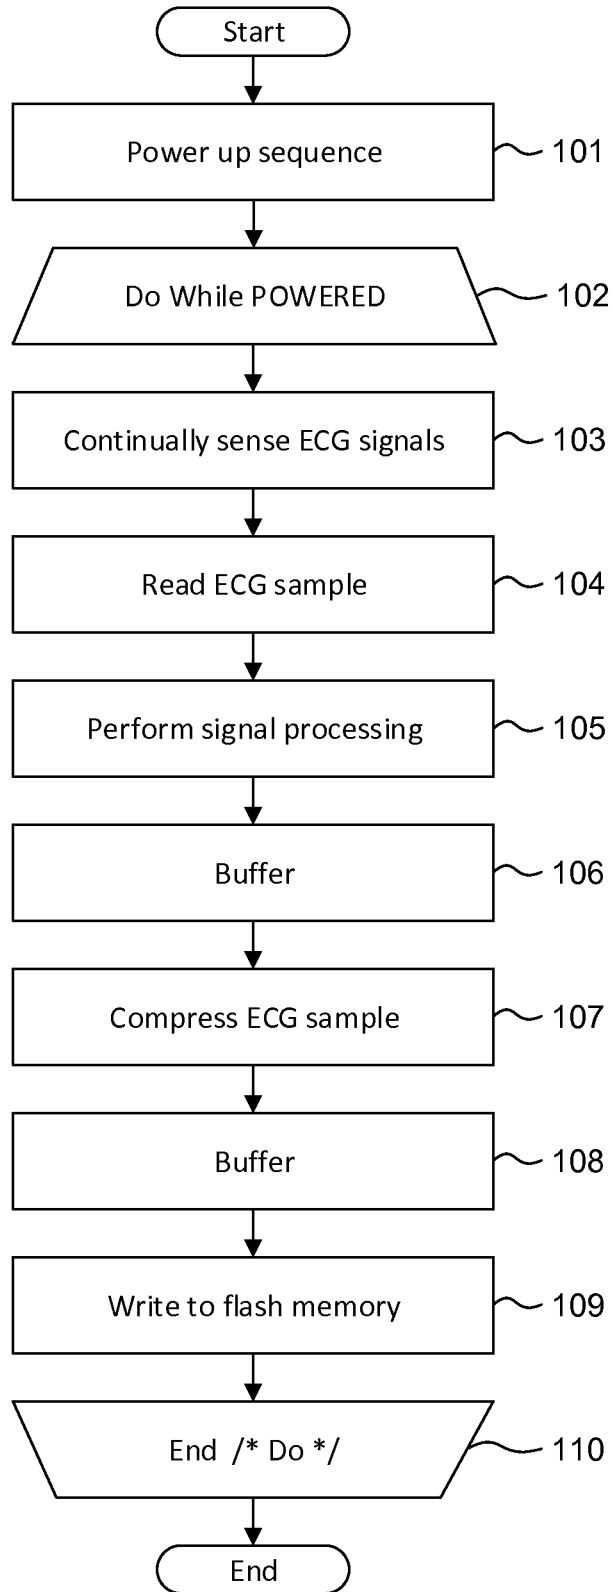 Start
Power up sequence
101
Do While POWERED
102
Continually sense ECG signals
103
Read ECG sample
104
Perform signal processing
105
Buffer
106
Compress ECG sample
107
Buffer
108
Write to flash memory
109
End /* Do */
110
End